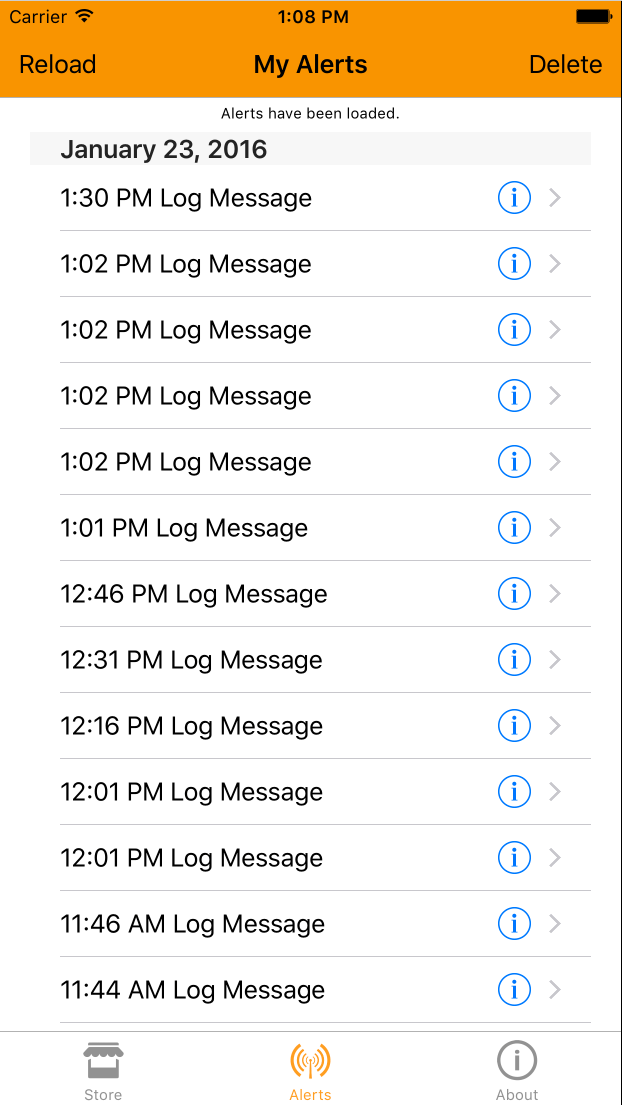 Carrier 1:08 PM
Reload My Alerts Delete
Alerts have been loaded.
January 23, 2016
1:30 PM Log Message
1:02 PM Log Message
1:02 PM Log Message
1:02 PM Log Message
1:02 PM Log Message
1:01 PM Log Message
12:46 PM Log Message
12:31 PM Log Message
12:16 PM Log Message
12:01 PM Log Message
12:01 PM Log Message
11:46 AM Log Message
11:44 AM Log Message
Store Alerts About